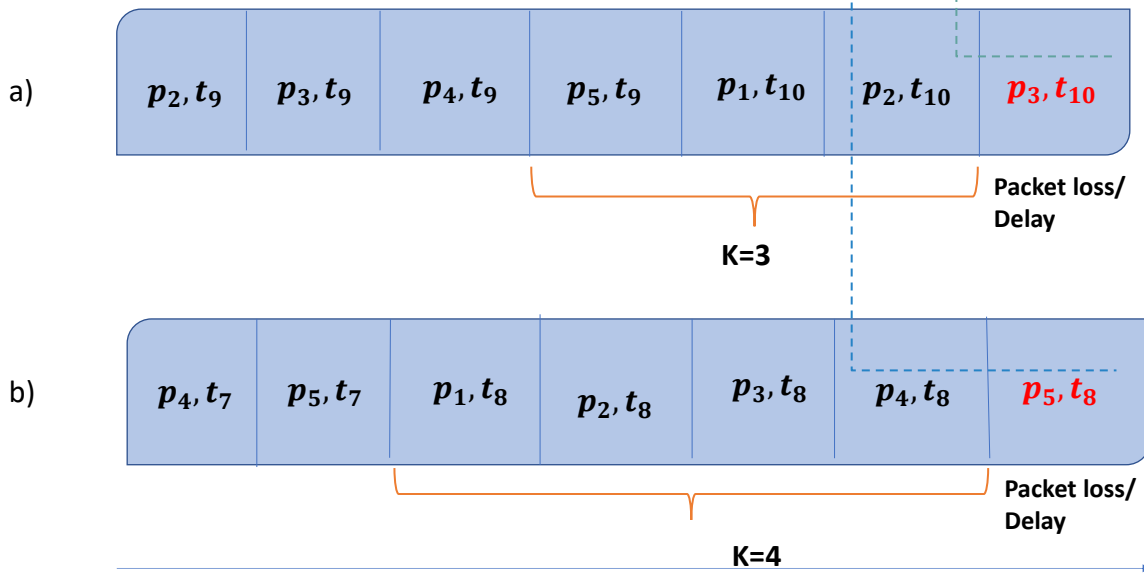 a)
p₂, t₉ p₃, t₉ p₄, t₉ p₅, t₉ p₁, t₁₀ p₂, t₁₀ p₃, t₁₀
Packet loss/
Delay
K=3
b)
p₄, t₇ p₅, t₇ p₁, t₈ p₂, t₈ p₃, t₈ p₄, t₈ p₅, t₈
Packet loss/
Delay
K=4